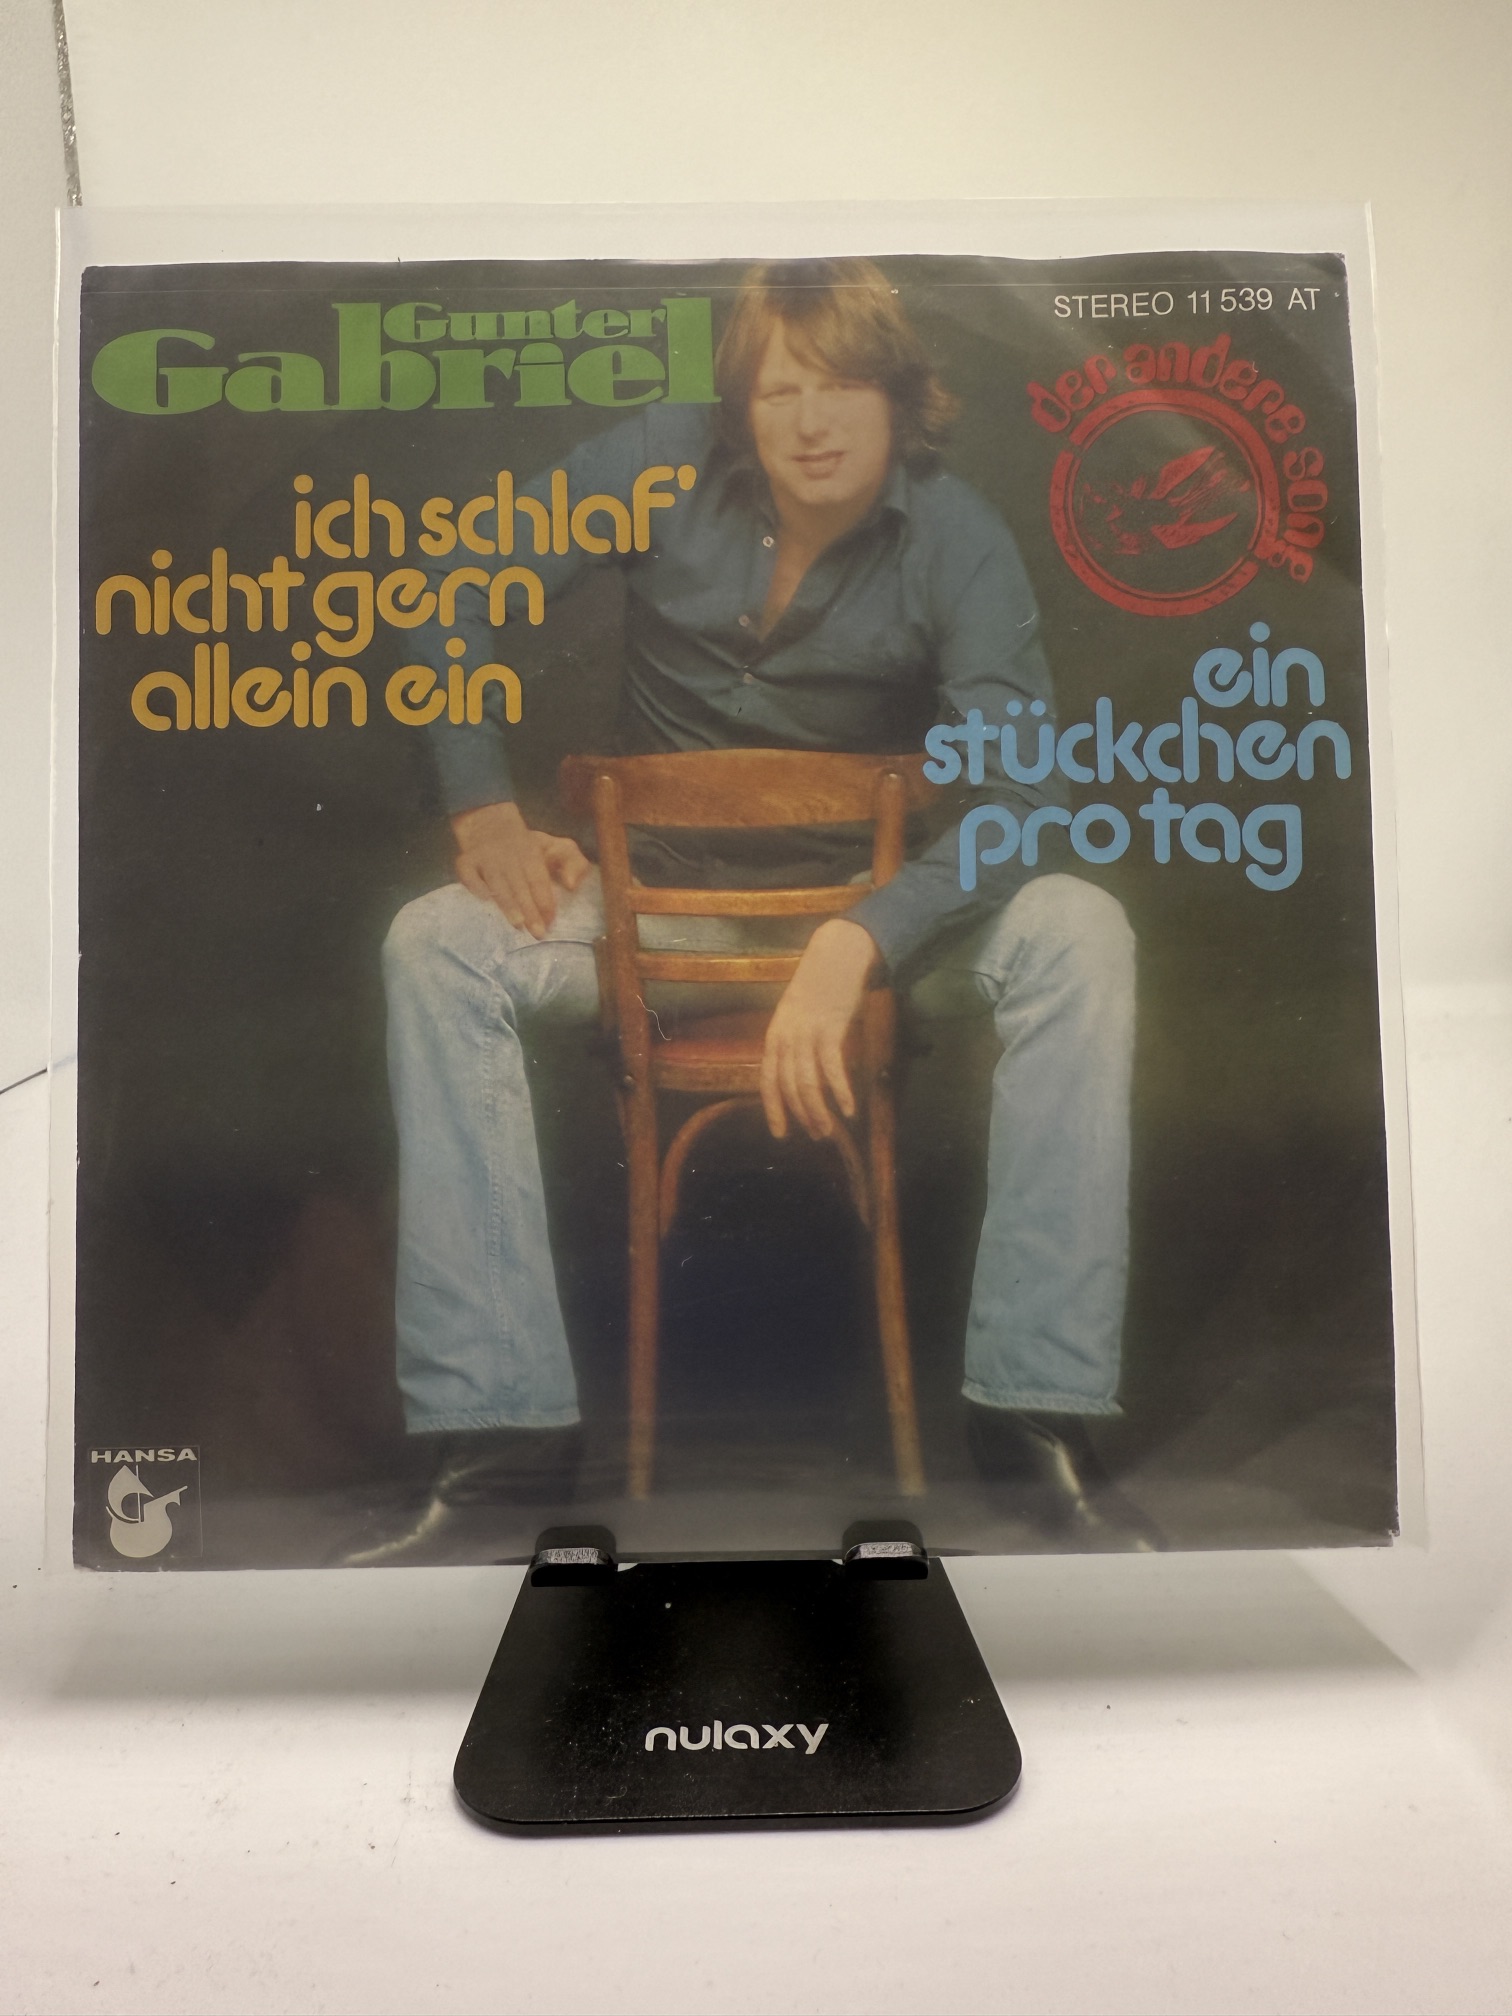 Gunter
Gabriel
STEREO 11 539 AT
der andere song
ich schlaf'
nicht gern
allein ein
ein
stückchen
pro tag
HANSA
nulaxy